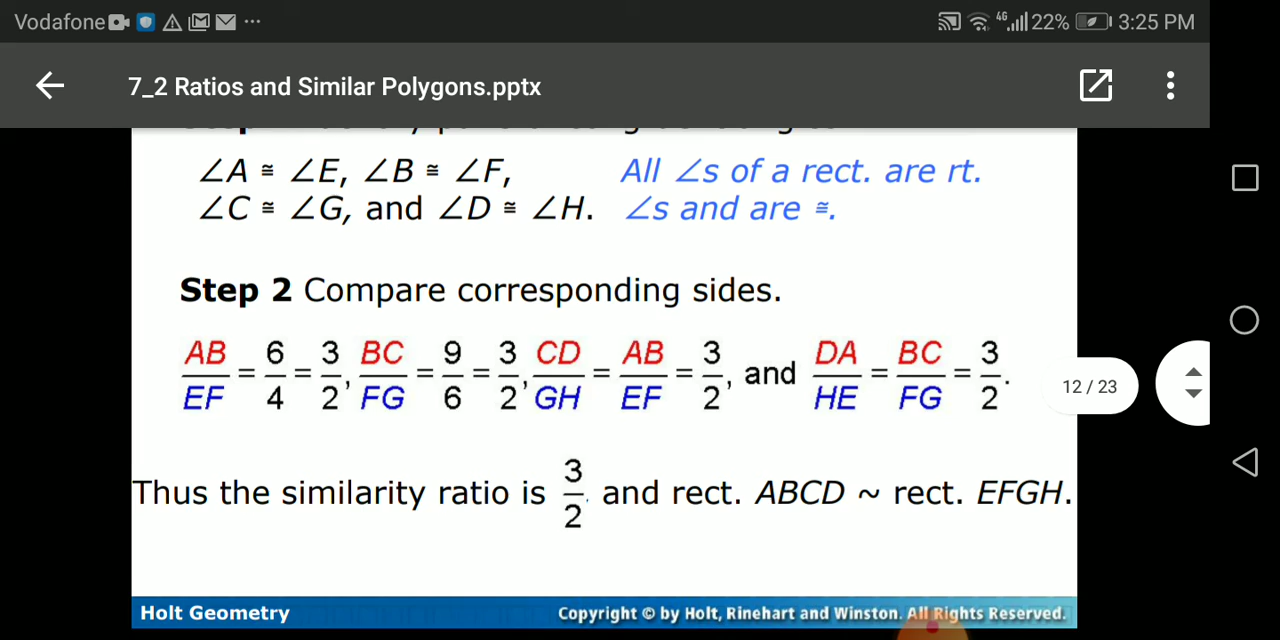 Vodafone ... 4G 22% 3:25 PM
7_2 Ratios and Similar Polygons.pptx
∠A ≅ ∠E, ∠B ≅ ∠F, All ∠s of a rect. are rt.
∠C ≅ ∠G, and ∠D ≅ ∠H. ∠s and are ≅.
Step 2 Compare corresponding sides.
AB/EF = 6/4 = 3/2, BC/FG = 9/6 = 3/2, CD/GH = AB/EF = 3/2, and DA/HE = BC/FG = 3/2.
12 / 23
Thus the similarity ratio is 3/2. and rect. ABCD ~ rect. EFGH.
Holt Geometry Copyright © by Holt, Rinehart and Winston. All Rights Reserved.